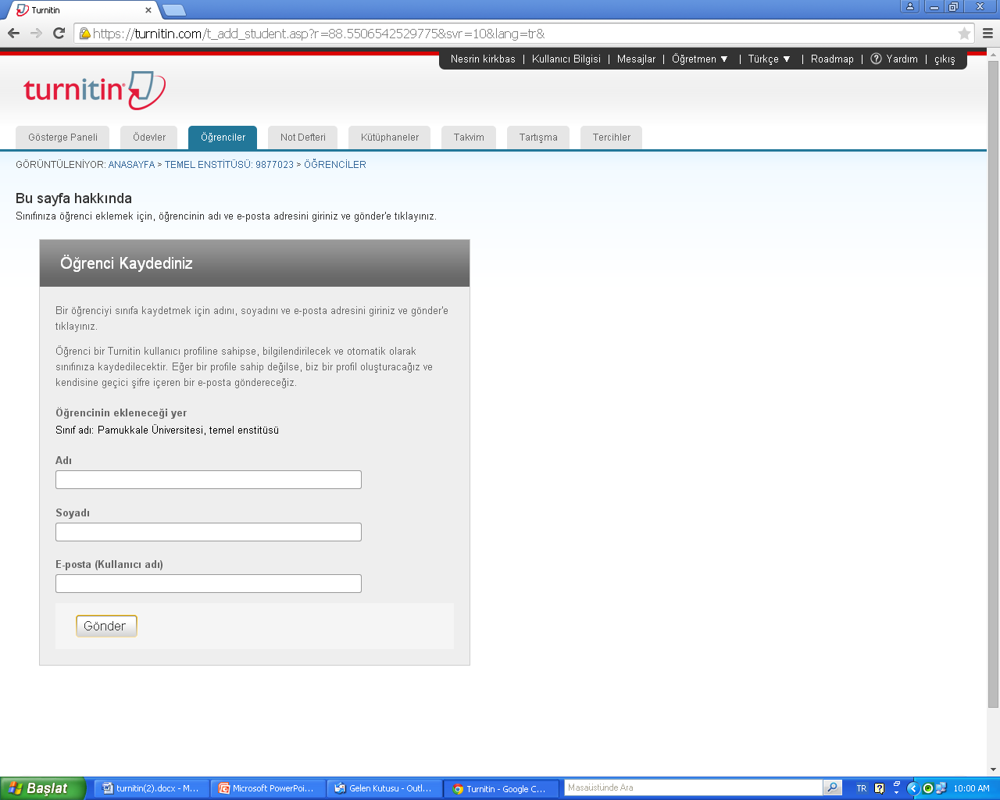 Turnitin
https://turnitin.com/t_add_student.asp?r=88.5506542529775&svr=10&lang=tr&
Nesrin kirkbas | Kullanıcı Bilgisi | Mesajlar | Öğretmen ▼ | Türkçe ▼ | Roadmap | ? Yardım | çıkış
turnitin
Gösterge Paneli Ödevler Öğrenciler Not Defteri Kütüphaneler Takvim Tartışma Tercihler
GÖRÜNTÜLENİYOR: ANASAYFA > TEMEL ENSTİTÜSÜ: 9877023 > ÖĞRENCİLER
Bu sayfa hakkında
Sınıfınıza öğrenci eklemek için, öğrencinin adı ve e-posta adresini giriniz ve gönder'e tıklayınız.
Öğrenci Kaydediniz
Bir öğrenciyi sınıfa kaydetmek için adını, soyadını ve e-posta adresini giriniz ve gönder'e
tıklayınız.
Öğrenci bir Turnitin kullanıcı profiline sahipse, bilgilendirilecek ve otomatik olarak
sınıfınıza kaydedilecektir. Eğer bir profile sahip değilse, biz bir profil oluşturacağız ve
kendisine geçici şifre içeren bir e-posta göndereceğiz.
Öğrencinin ekleneceği yer
Sınıf adı: Pamukkale Üniversitesi, temel enstitüsü
Adı
Soyadı
E-posta (Kullanıcı adı)
Gönder
Başlat turnitin(2).docx - M... Microsoft PowerPoi... Gelen Kutusu - Outl... Turnitin - Google C... Masaüstünde Ara TR 10:00 AM